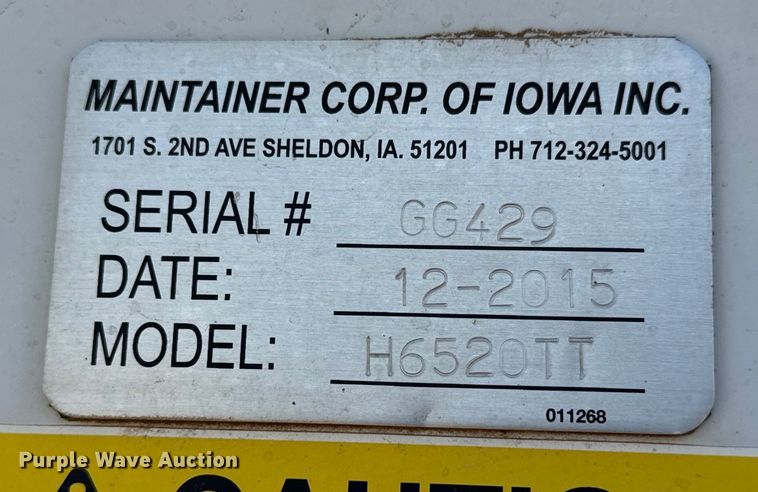 MAINTAINER CORP. OF IOWA INC.
1701 S. 2ND AVE SHELDON, IA. 51201 PH 712-324-5001
SERIAL # GG429
DATE: 12-2015
MODEL: H6520TT
011268
Purple Wave Auction